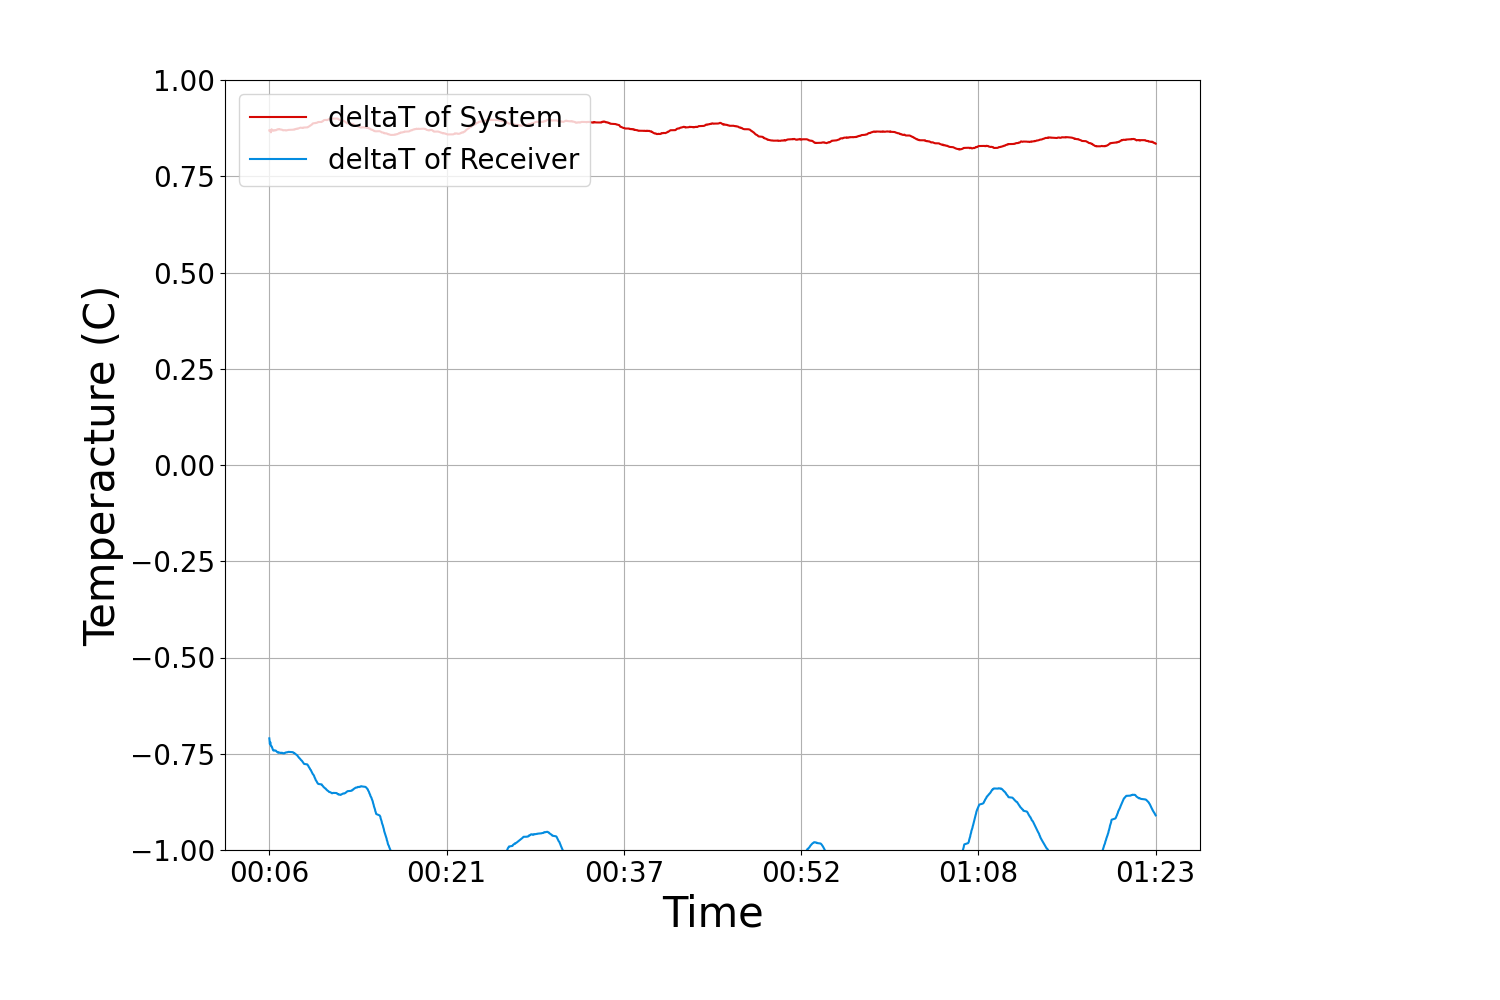 deltaT of System
deltaT of Receiver
1.00
0.75
0.50
0.25
0.00
−0.25
−0.50
−0.75
−1.00
Temperacture (C)
00:06 00:21 00:37 00:52 01:08 01:23
Time